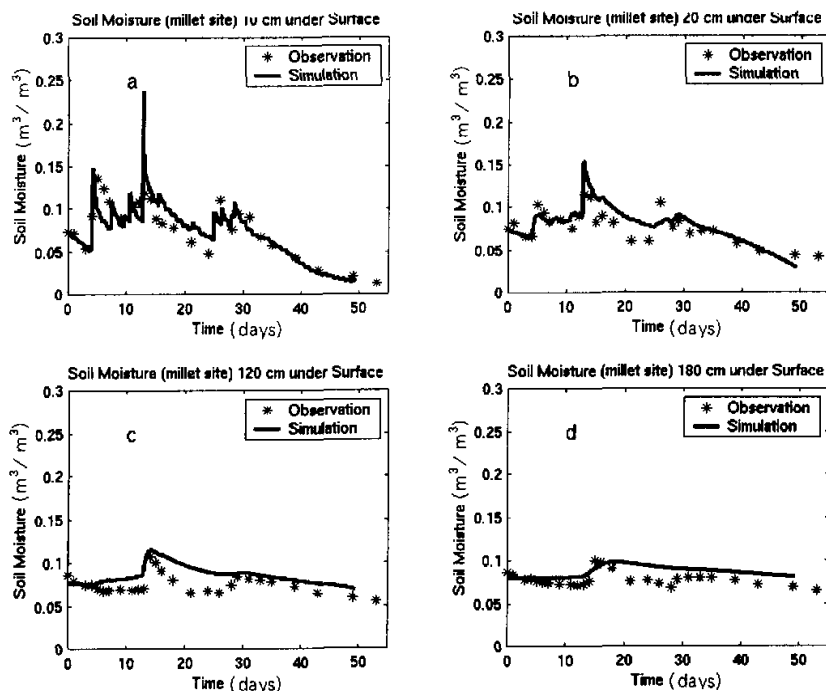 Soil Moisture (millet site) 10 cm under Surface
0.3
0.25
0.2
0.15
0.1
0.05
0
Soil Moisture (m³ / m³)
a
Observation
Simulation
0 10 20 30 40 50
Time (days)
Soil Moisture (millet site) 20 cm under Surface
0.3
0.25
0.2
0.15
0.1
0.05
0
Soil Moisture (m³ / m³)
b
Observation
Simulation
0 10 20 30 40 50
Time (days)
Soil Moisture (millet site) 120 cm under Surface
0.3
0.25
0.2
0.15
0.1
0.05
0
Soil Moisture (m³ / m³)
c
Observation
Simulation
0 10 20 30 40 50
Time (days)
Soil Moisture (millet site) 180 cm under Surface
0.3
0.25
0.2
0.15
0.1
0.05
0
Soil Moisture (m³ / m³)
d
Observation
Simulation
0 10 20 30 40 50
Time (days)